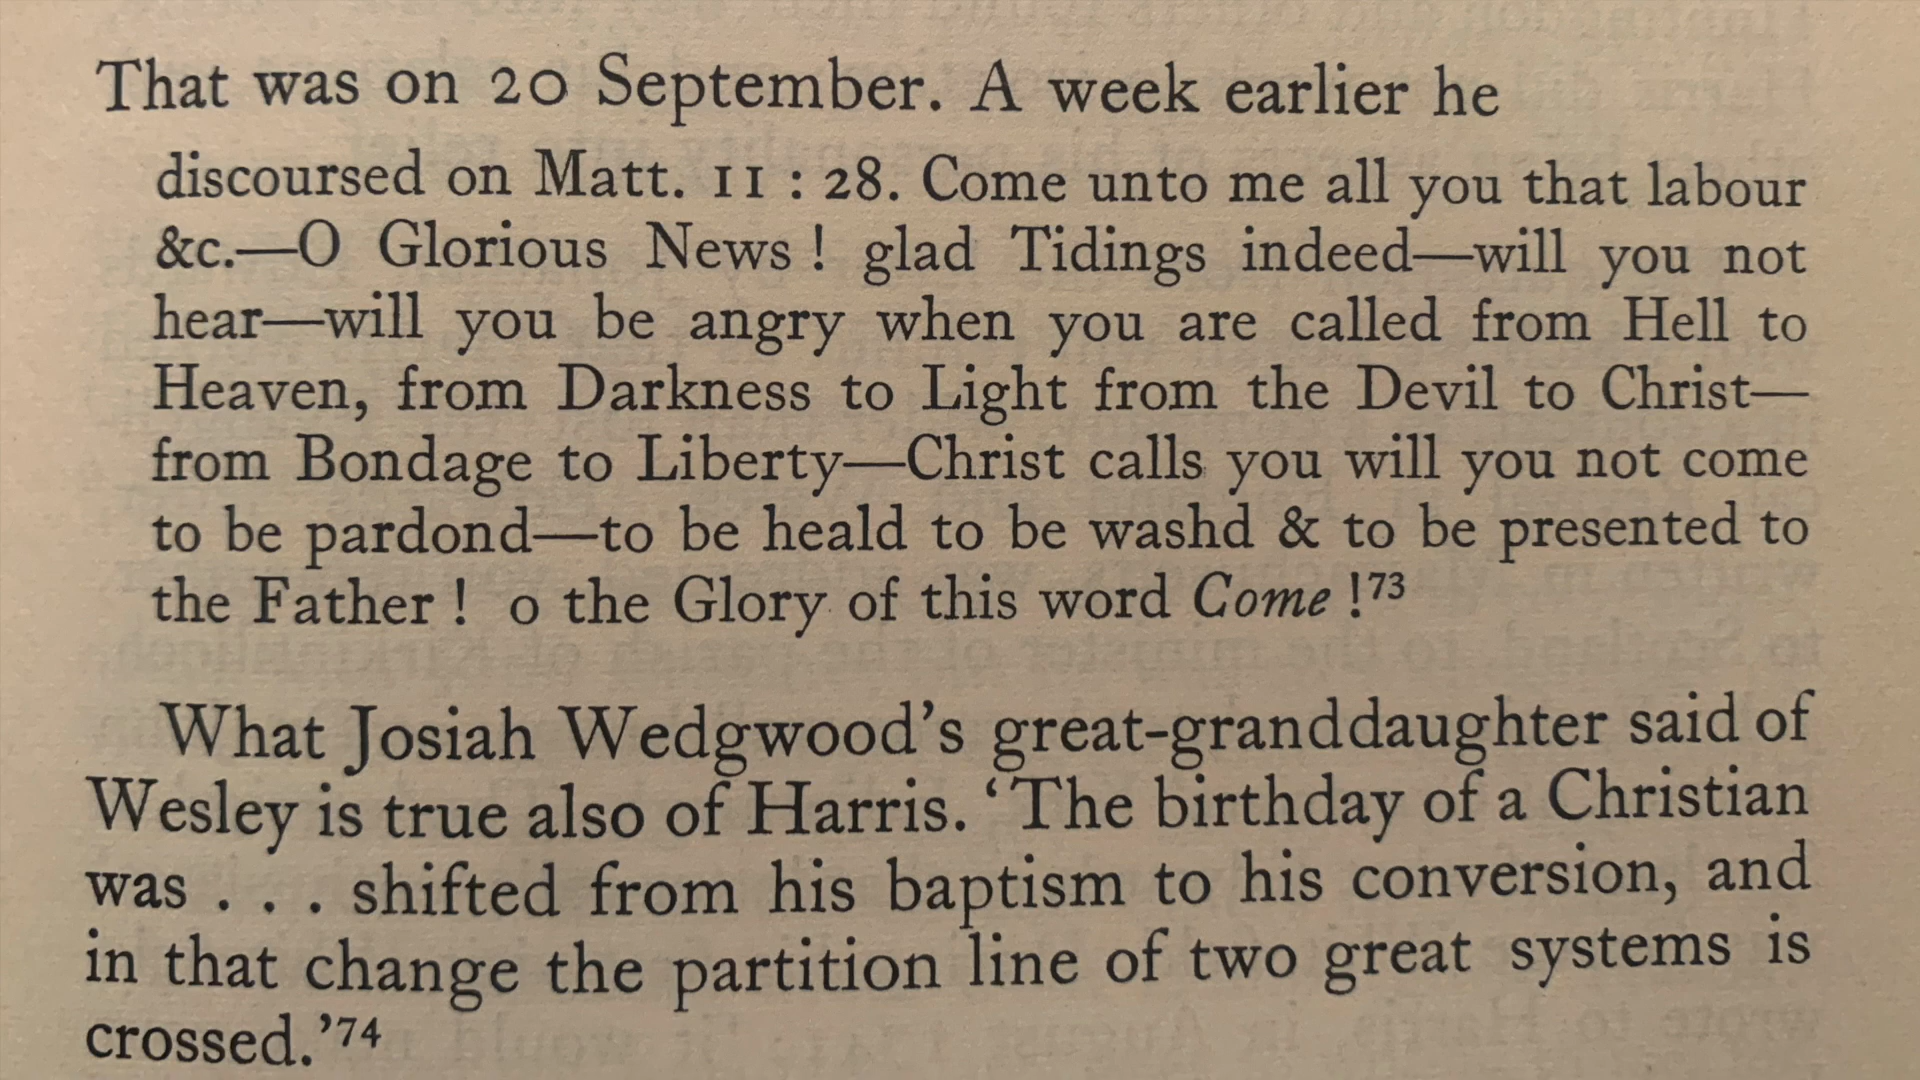 That was on 20 September. A week earlier he
discoursed on Matt. 11 : 28. Come unto me all you that labour
&c.—O Glorious News ! glad Tidings indeed—will you not
hear—will you be angry when you are called from Hell to
Heaven, from Darkness to Light from the Devil to Christ—
from Bondage to Liberty—Christ calls you will you not come
to be pardond—to be heald to be washd & to be presented to
the Father ! o the Glory of this word Come !73
What Josiah Wedgwood’s great-granddaughter said of
Wesley is true also of Harris. ‘The birthday of a Christian
was . . . shifted from his baptism to his conversion, and
in that change the partition line of two great systems is
crossed.’74